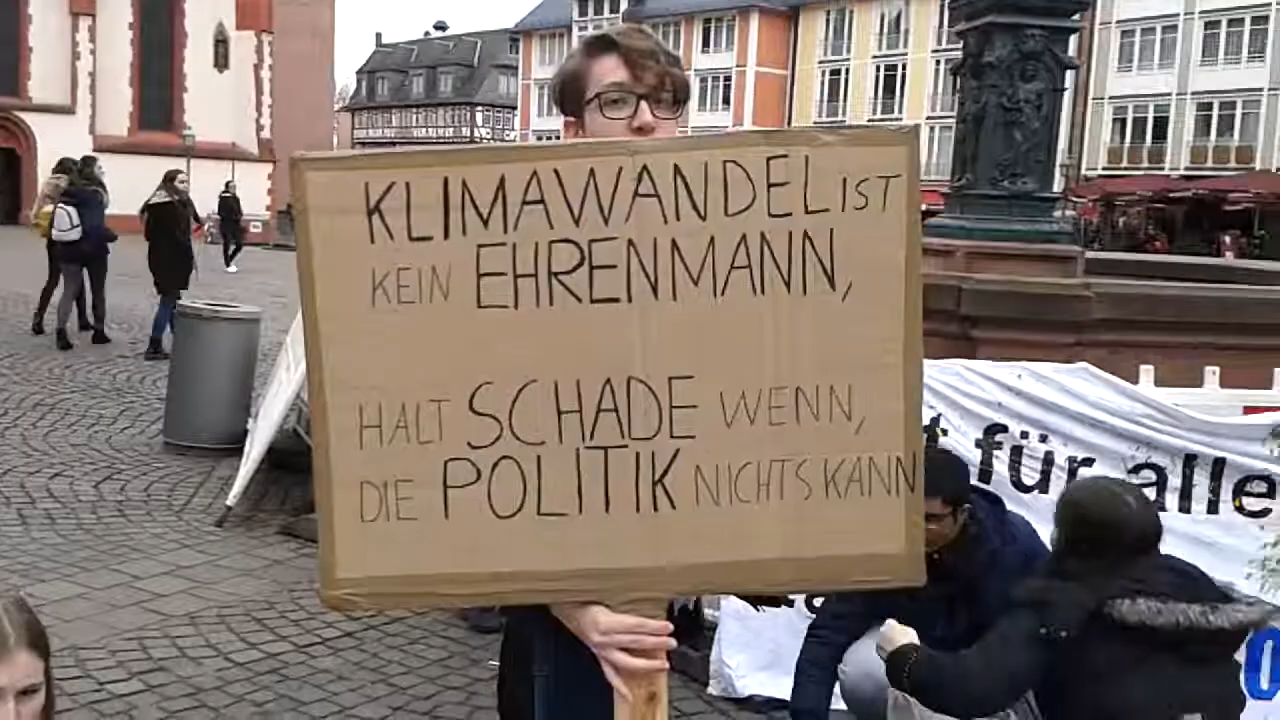 KLIMAWANDEL IST
KEIN EHRENMANN,
HALT SCHADE WENN,
DIE POLITIK NICHTS KANN
für alle